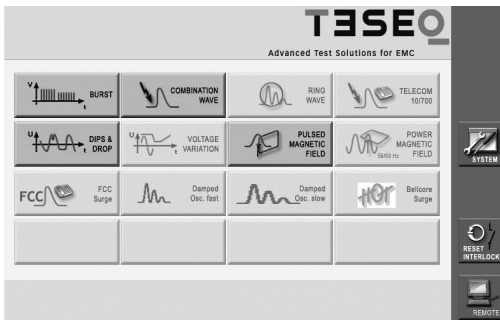 TESEQ
Advanced Test Solutions for EMC
V
BURST
t
COMBINATION
WAVE
RING
WAVE
TELECOM
10/700
U
DIPS &
DROP
t
U
VOLTAGE
VARIATION
t
PULSED
MAGNETIC
FIELD
POWER
MAGNETIC
FIELD
50/60 Hz
SYSTEM
FCC
FCC
Surge
Damped
Osc. fast
Damped
Osc. slow
HOT
Bellcore
Surge
RESET
INTERLOCK
REMOTE